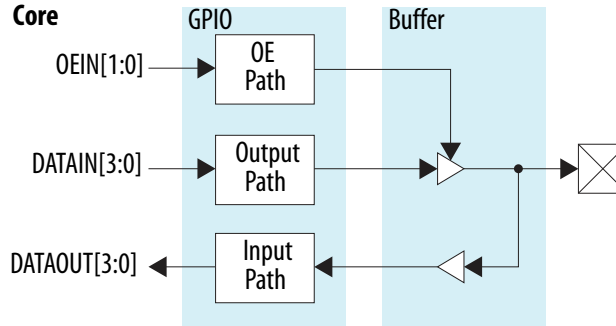 Core
GPIO
Buffer
OEIN[1:0]
OE
Path
DATAIN[3:0]
Output
Path
DATAOUT[3:0]
Input
Path